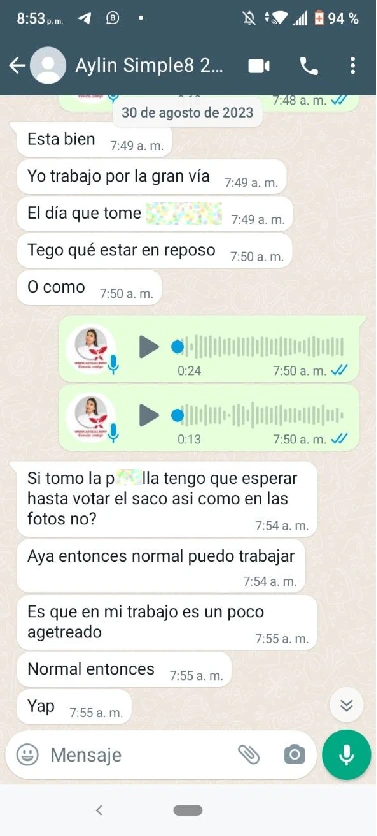 8:53 p.m.
94 %
Aylin Simple8 2...
7:48 a. m.
30 de agosto de 2023
Esta bien 7:49 a. m.
Yo trabajo por la gran vía 7:49 a. m.
El día que tome 7:49 a. m.
Tego qué estar en reposo 7:50 a. m.
O como 7:50 a. m.
0:24 7:50 a. m.
0:13 7:50 a. m.
Si tomo la p lla tengo que esperar
hasta votar el saco asi como en las
fotos no? 7:54 a. m.
Aya entonces normal puedo trabajar
7:54 a. m.
Es que en mi trabajo es un poco
agetreado 7:55 a. m.
Normal entonces 7:55 a. m.
Yap 7:55 a. m.
Mensaje